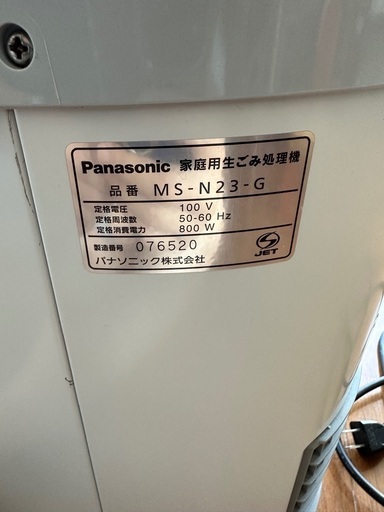 Panasonic 家庭用生ごみ処理機
品番 MS-N23-G
定格電圧 100 V
定格周波数 50-60 Hz
定格消費電力 800 W
製造番号 076520
パナソニック株式会社
S
JET